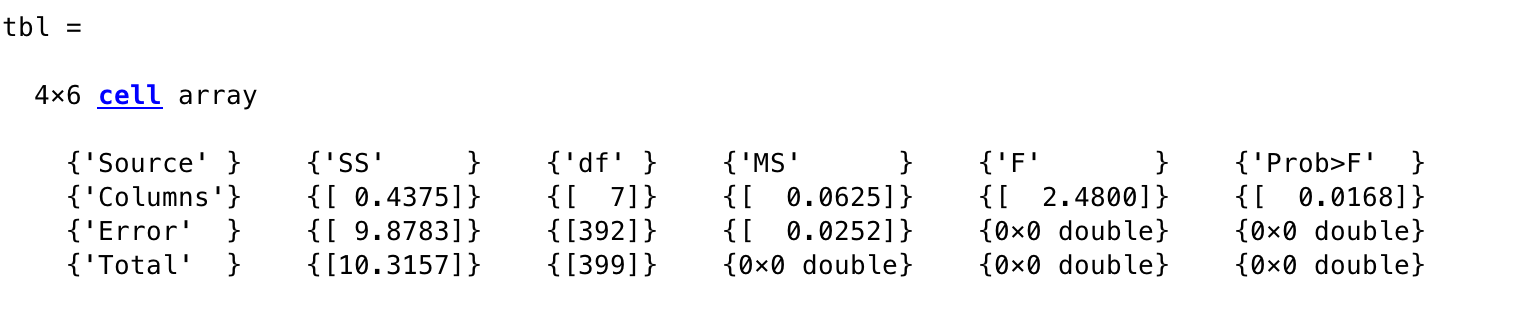 tbl =
4×6 cell array
{'Source' }    {'SS'     }    {'df' }    {'MS'      }    {'F'       }    {'Prob>F'  }
{'Columns'}    {[ 0.4375]}    {[  7]}    {[  0.0625]}    {[  2.4800]}    {[  0.0168]}
{'Error'  }    {[ 9.8783]}    {[392]}    {[  0.0252]}    {0×0 double}    {0×0 double}
{'Total'  }    {[10.3157]}    {[399]}    {0×0 double}    {0×0 double}    {0×0 double}